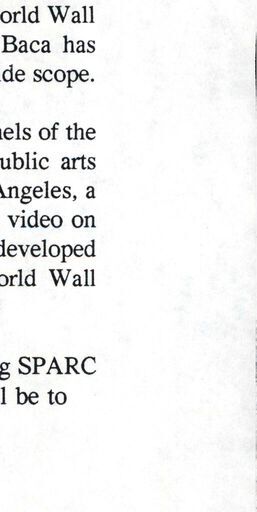 orld Wall
Baca has
de scope.
els of the
ublic arts
Angeles, a
video on
developed
orld Wall
g SPARC
l be to